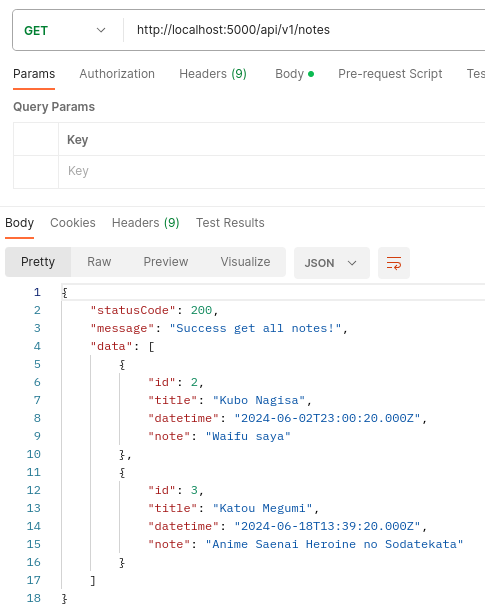 GET http://localhost:5000/api/v1/notes
Params Authorization Headers (9) Body Pre-request Script Tes
Query Params
Key
Key
Body Cookies Headers (9) Test Results
Pretty Raw Preview Visualize JSON
1 {
2 "statusCode": 200,
3 "message": "Success get all notes!",
4 "data": [
5 {
6 "id": 2,
7 "title": "Kubo Nagisa",
8 "datetime": "2024-06-02T23:00:20.000Z",
9 "note": "Waifu saya"
10 },
11 {
12 "id": 3,
13 "title": "Katou Megumi",
14 "datetime": "2024-06-18T13:39:20.000Z",
15 "note": "Anime Saenai Heroine no Sodatekata"
16 }
17 ]
18 }